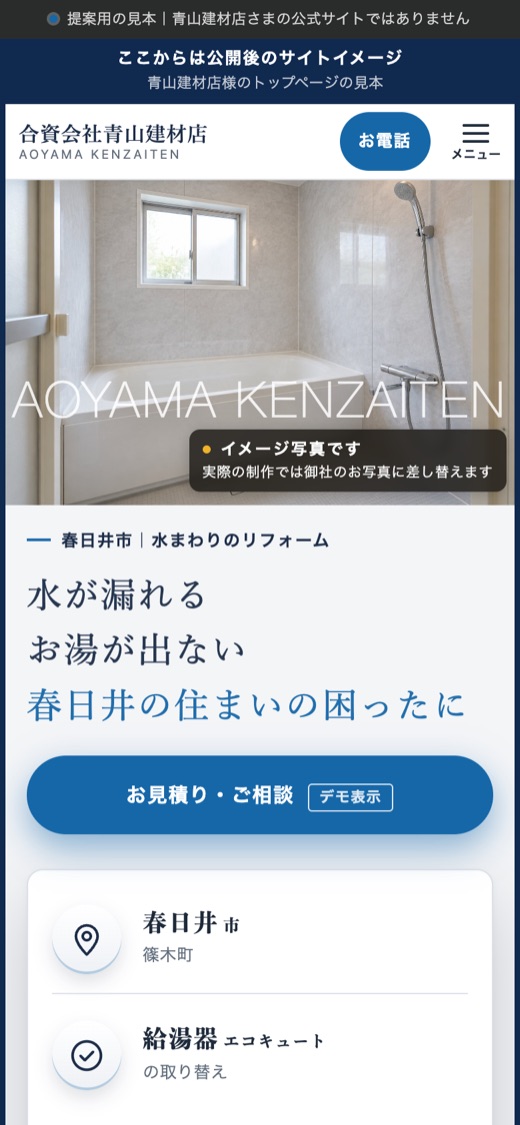 提案用の見本｜青山建材店さまの公式サイトではありません
ここからは公開後のサイトイメージ
青山建材店様のトップページの見本
合資会社青山建材店
AOYAMA KENZAITEN
お電話
メニュー
AOYAMA KENZAITEN
イメージ写真です
実際の制作では御社のお写真に差し替えます
春日井市｜水まわりのリフォーム
水が漏れる
お湯が出ない
春日井の住まいの困ったに
お見積り・ご相談 デモ表示
春日井 市
篠木町
給湯器 エコキュート
の取り替え